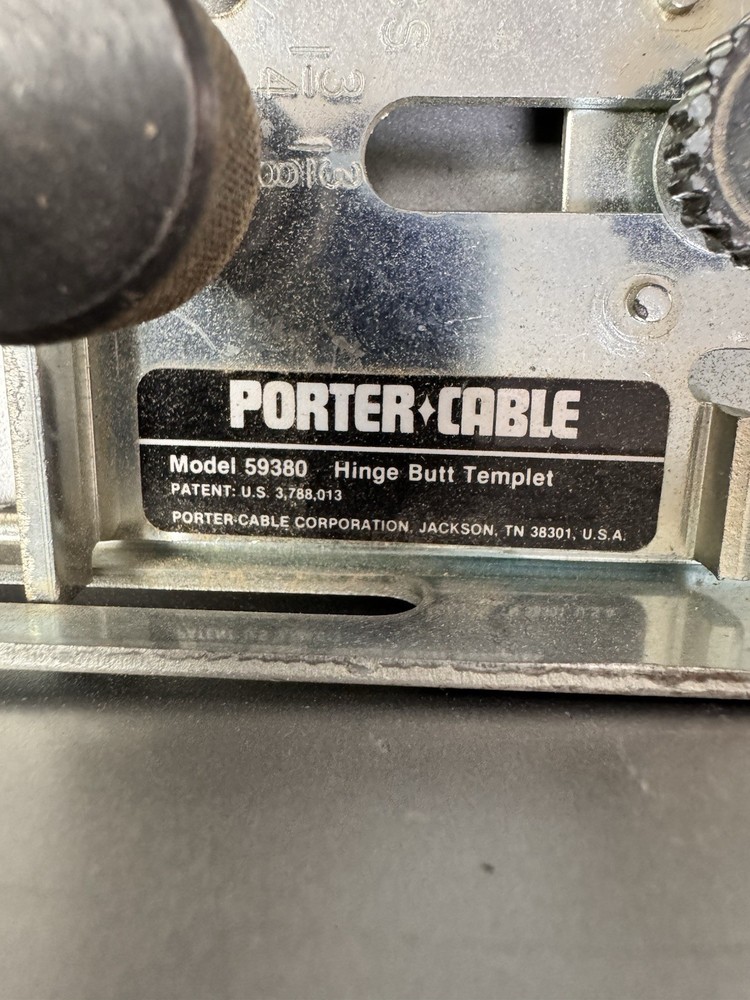 PORTER✦CABLE
Model 59380 Hinge Butt Templet
PATENT: U.S. 3,788,013
PORTER·CABLE CORPORATION, JACKSON, TN 38301, U.S.A.